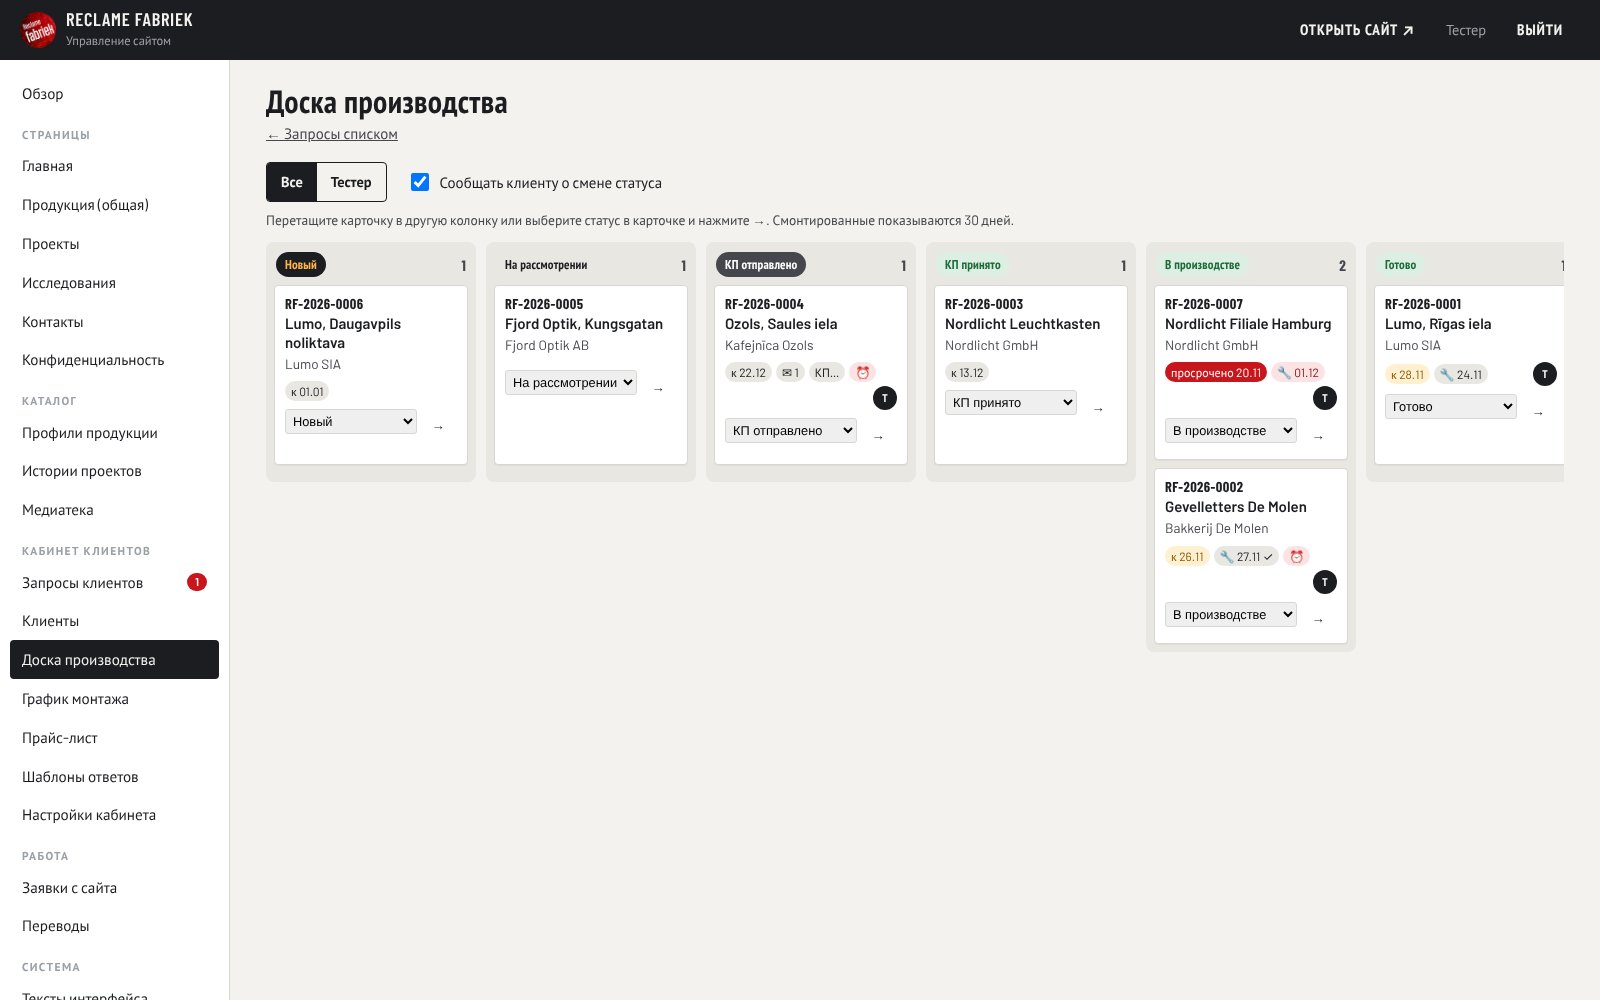 Reclame fabriek
RECLAME FABRIEK
Управление сайтом
ОТКРЫТЬ САЙТ ↗
Тестер
ВЫЙТИ
Обзор
СТРАНИЦЫ
Главная
Продукция (общая)
Проекты
Исследования
Контакты
Конфиденциальность
КАТАЛОГ
Профили продукции
Истории проектов
Медиатека
КАБИНЕТ КЛИЕНТОВ
Запросы клиентов 1
Клиенты
Доска производства
График монтажа
Прайс-лист
Шаблоны ответов
Настройки кабинета
РАБОТА
Заявки с сайта
Переводы
СИСТЕМА
Тексты интерфейса
Доска производства
← Запросы списком
Все Тестер
Сообщать клиенту о смене статуса
Перетащите карточку в другую колонку или выберите статус в карточке и нажмите →. Смонтированные показываются 30 дней.
Новый 1
RF-2026-0006
Lumo, Daugavpils
noliktava
Lumo SIA
к 01.01
Новый →
На рассмотрении 1
RF-2026-0005
Fjord Optik, Kungsgatan
Fjord Optik AB
На рассмотрении →
КП отправлено 1
RF-2026-0004
Ozols, Saules iela
Kafejnīca Ozols
к 22.12 ✉ 1 КП… ⏰
Т
КП отправлено →
КП принято 1
RF-2026-0003
Nordlicht Leuchtkasten
Nordlicht GmbH
к 13.12
КП принято →
В производстве 2
RF-2026-0007
Nordlicht Filiale Hamburg
Nordlicht GmbH
просрочено 20.11 🔧 01.12
Т
В производстве →
RF-2026-0002
Gevelletters De Molen
Bakkerij De Molen
к 26.11 🔧 27.11 ✓ ⏰
Т
В производстве →
Готово 1
RF-2026-0001
Lumo, Rīgas iela
Lumo SIA
к 28.11 🔧 24.11
Т
Готово →